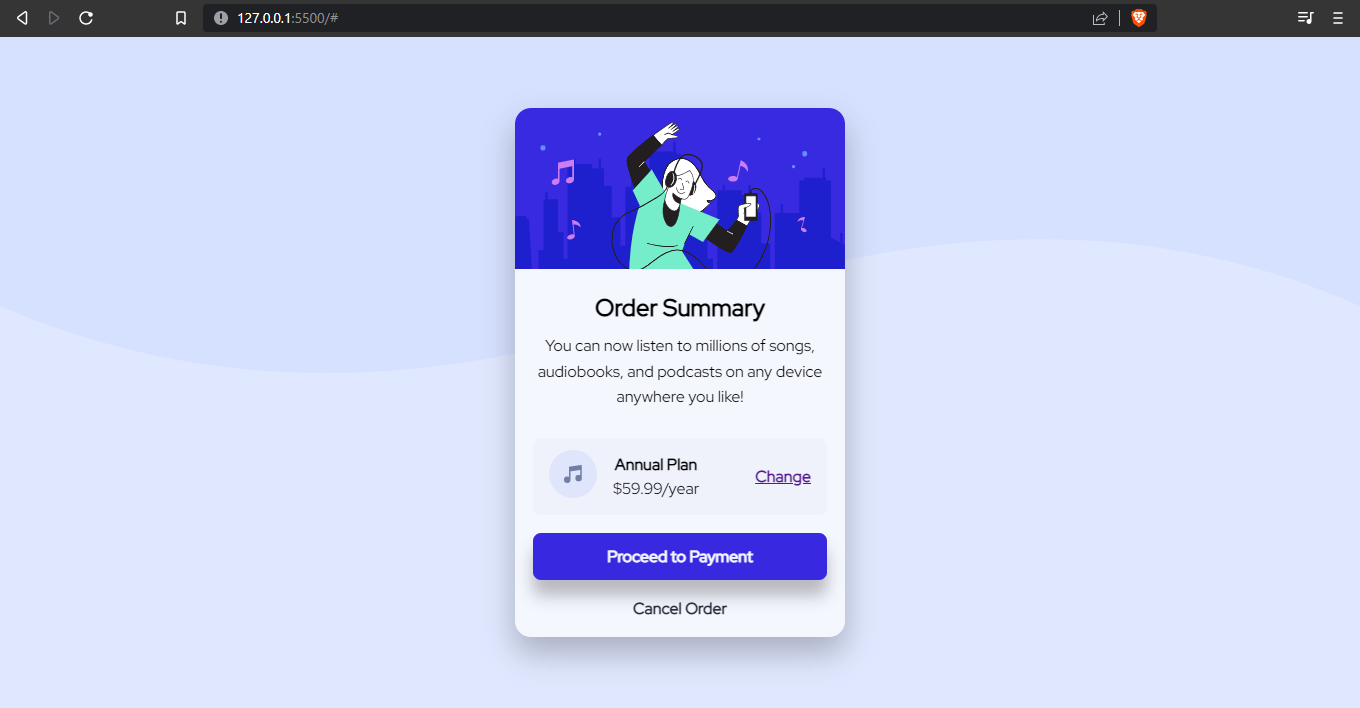 127.0.0.1:5500/#
Order Summary
You can now listen to millions of songs,
audiobooks, and podcasts on any device
anywhere you like!
Annual Plan
$59.99/year
Change
Proceed to Payment
Cancel Order